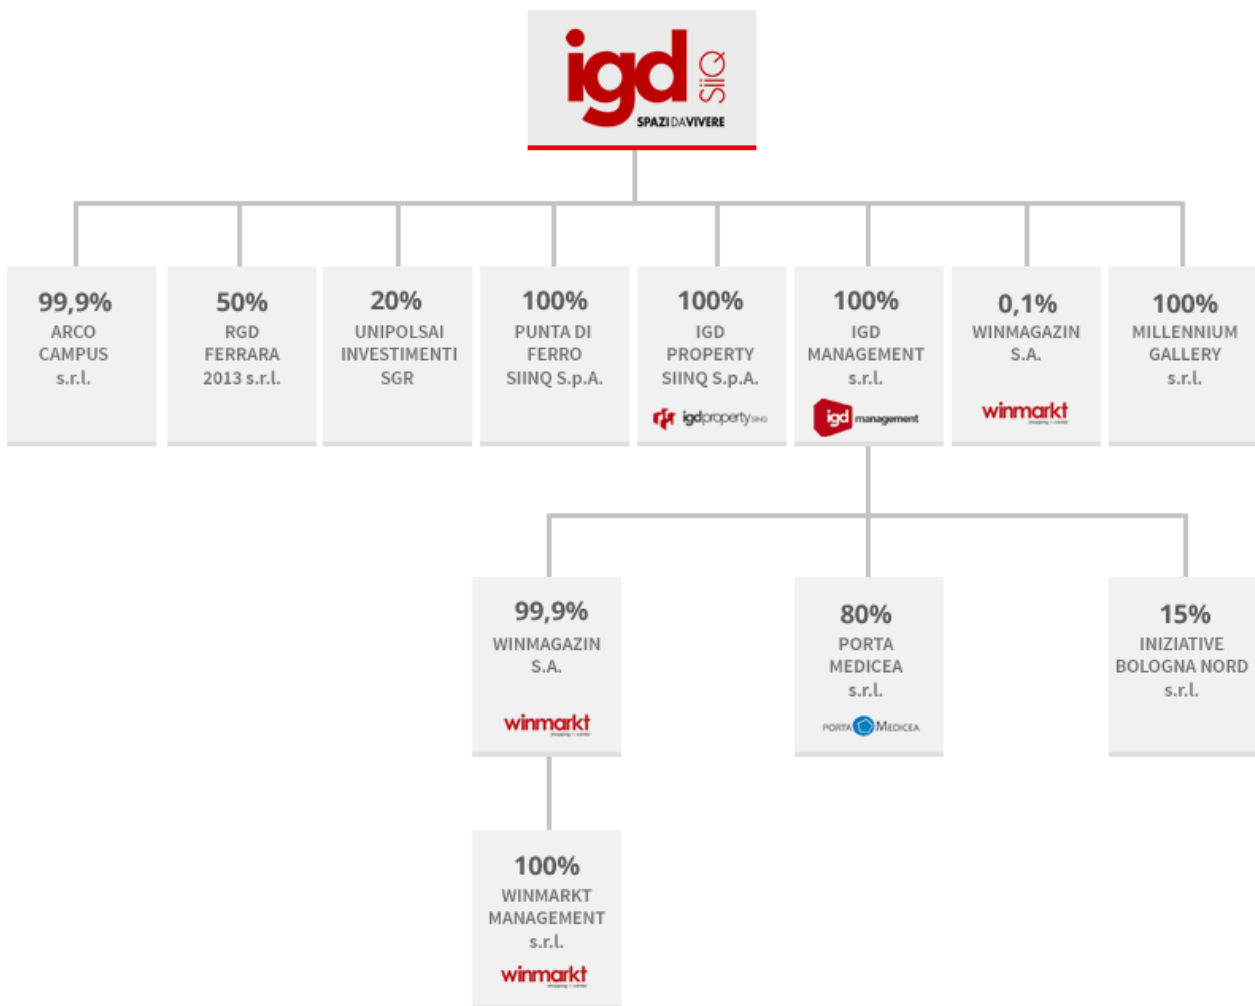 igd SIIQ
SPAZI DA VIVERE
99,9%
ARCO
CAMPUS
s.r.l.
50%
RGD
FERRARA
2013 s.r.l.
20%
UNIPOLSAI
INVESTIMENTI
SGR
100%
PUNTA DI
FERRO
SIINQ S.p.A.
100%
IGD
PROPERTY
SIINQ S.p.A.
igdproperty SIINQ
100%
IGD
MANAGEMENT
s.r.l.
igd management
0,1%
WINMAGAZIN
S.A.
winmarkt
100%
MILLENNIUM
GALLERY
s.r.l.
99,9%
WINMAGAZIN
S.A.
winmarkt
80%
PORTA
MEDICEA
s.r.l.
PORTA MEDICEA
15%
INIZIATIVE
BOLOGNA NORD
s.r.l.
100%
WINMARKT
MANAGEMENT
s.r.l.
winmarkt